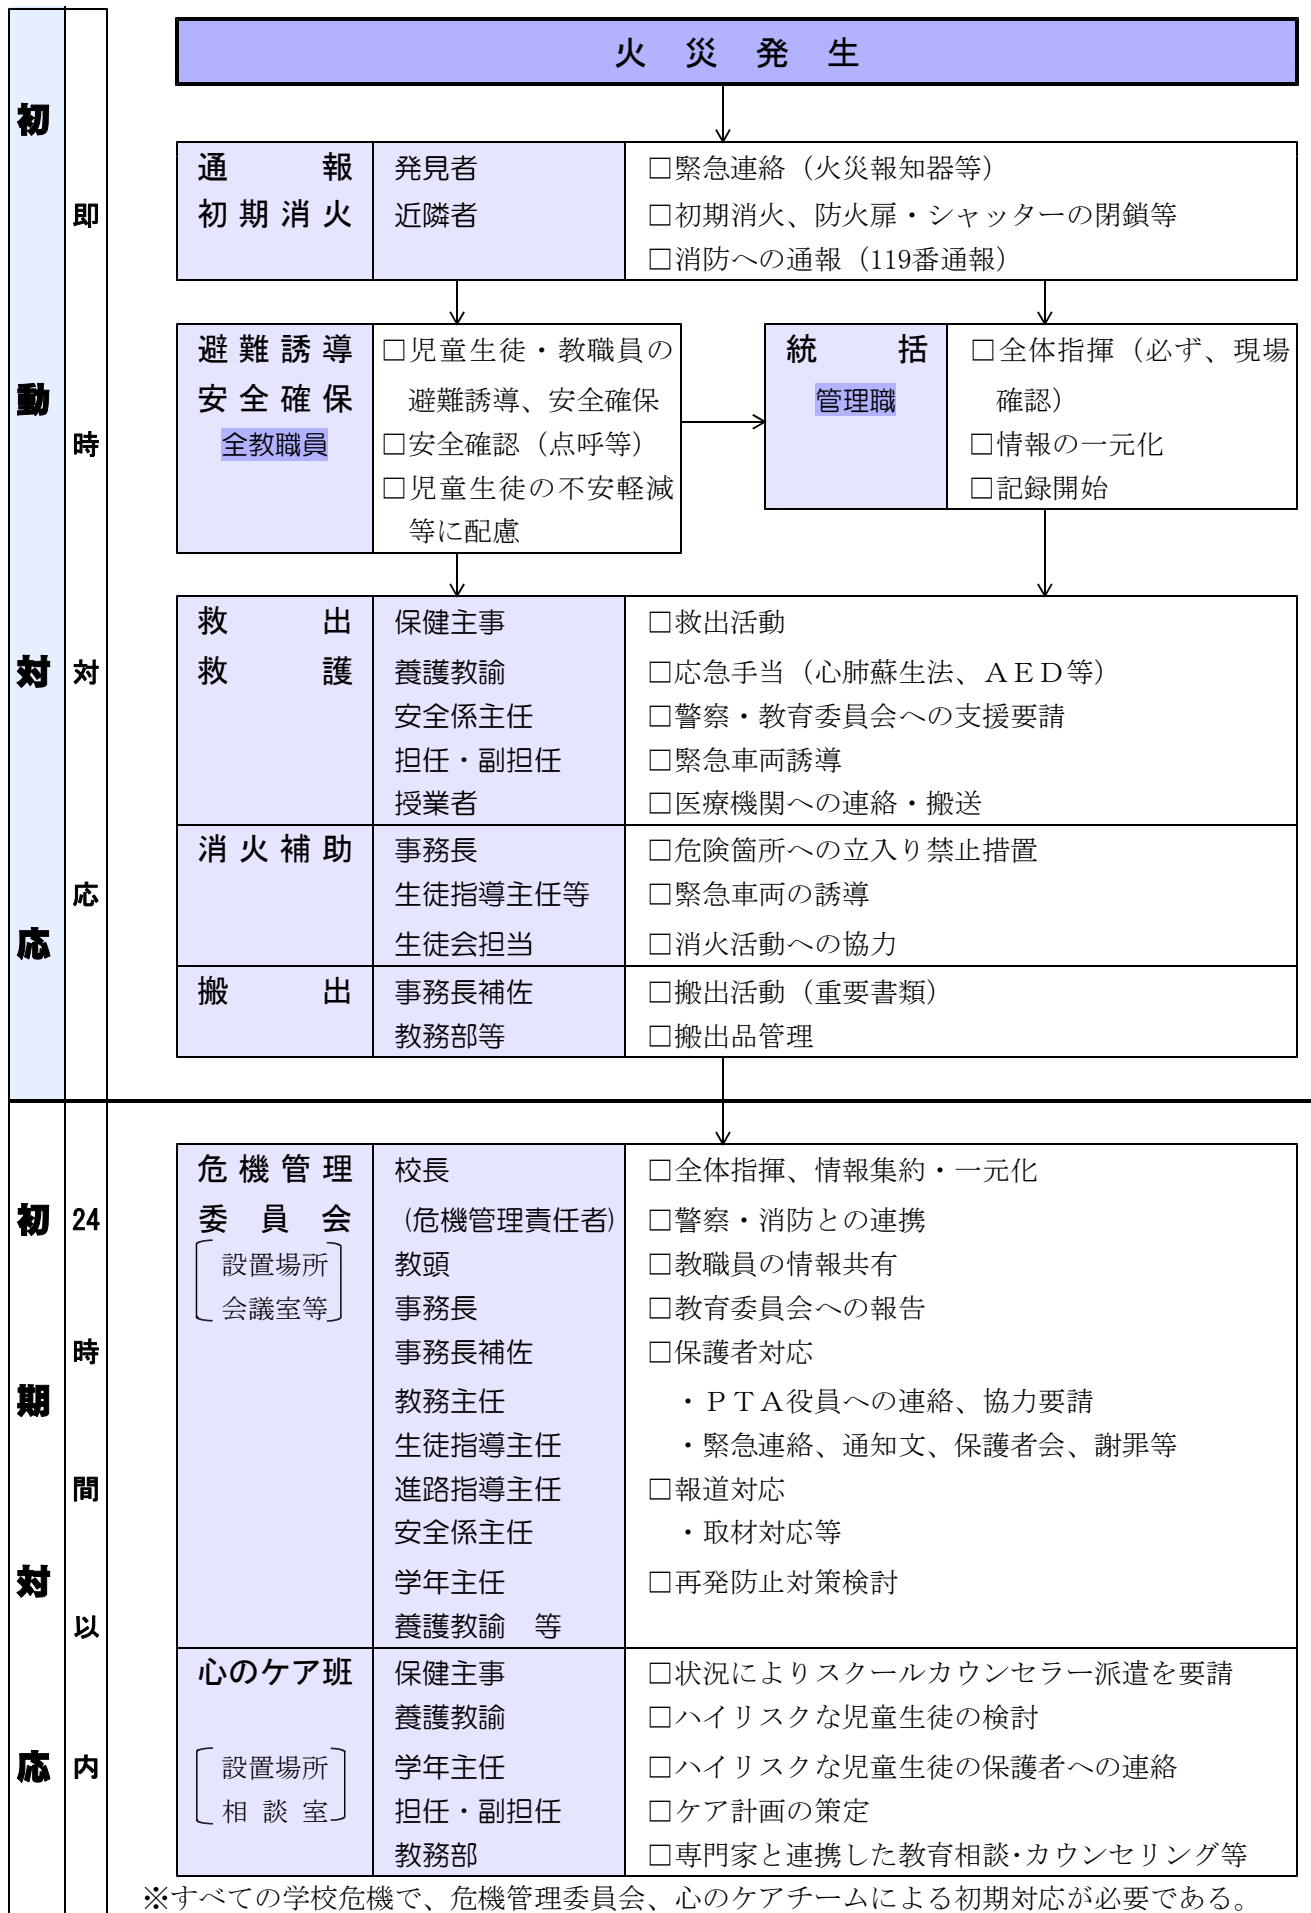 火災発生
初動対応
即時対応
通報 発見者 □緊急連絡（火災報知器等）
初期消火 近隣者 □初期消火、防火扉・シャッターの閉鎖等
□消防への通報（119番通報）
避難誘導 □児童生徒・教職員の
安全確保 避難誘導、安全確保
全教職員 □安全確認（点呼等）
□児童生徒の不安軽減
等に配慮
統括 □全体指揮（必ず、現場
管理職 確認）
□情報の一元化
□記録開始
救出 保健主事 □救出活動
救護 養護教諭 □応急手当（心肺蘇生法、ＡＥＤ等）
安全係主任 □警察・教育委員会への支援要請
担任・副担任 □緊急車両誘導
授業者 □医療機関への連絡・搬送
消火補助 事務長 □危険箇所への立入り禁止措置
生徒指導主任等 □緊急車両の誘導
生徒会担当 □消火活動への協力
搬出 事務長補佐 □搬出活動（重要書類）
教務部等 □搬出品管理
初期対応
24時間以内
危機管理 校長 □全体指揮、情報集約・一元化
委員会 (危機管理責任者) □警察・消防との連携
設置場所 教頭 □教職員の情報共有
会議室等 事務長 □教育委員会への報告
事務長補佐 □保護者対応
教務主任 ・ＰＴＡ役員への連絡、協力要請
生徒指導主任 ・緊急連絡、通知文、保護者会、謝罪等
進路指導主任 □報道対応
安全係主任 ・取材対応等
学年主任 □再発防止対策検討
養護教諭　等
心のケア班 保健主事 □状況によりスクールカウンセラー派遣を要請
養護教諭 □ハイリスクな児童生徒の検討
設置場所 学年主任 □ハイリスクな児童生徒の保護者への連絡
相談室 担任・副担任 □ケア計画の策定
教務部 □専門家と連携した教育相談・カウンセリング等
※すべての学校危機で、危機管理委員会、心のケアチームによる初期対応が必要である。